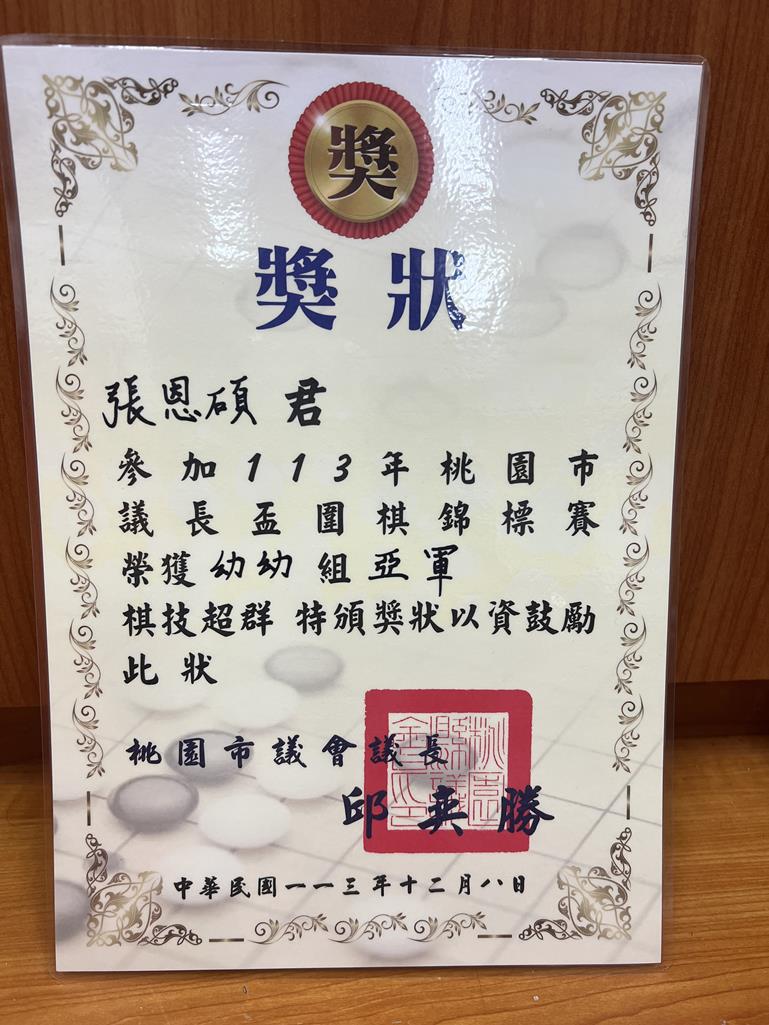 獎
獎狀
張恩碩 君
參加113年桃園市
議長盃圍棋錦標賽
榮獲幼幼組亞軍
棋技超群 特頒獎狀以資鼓勵
此狀
桃園市議會議長
邱奕勝
中華民國一一三年十二月八日